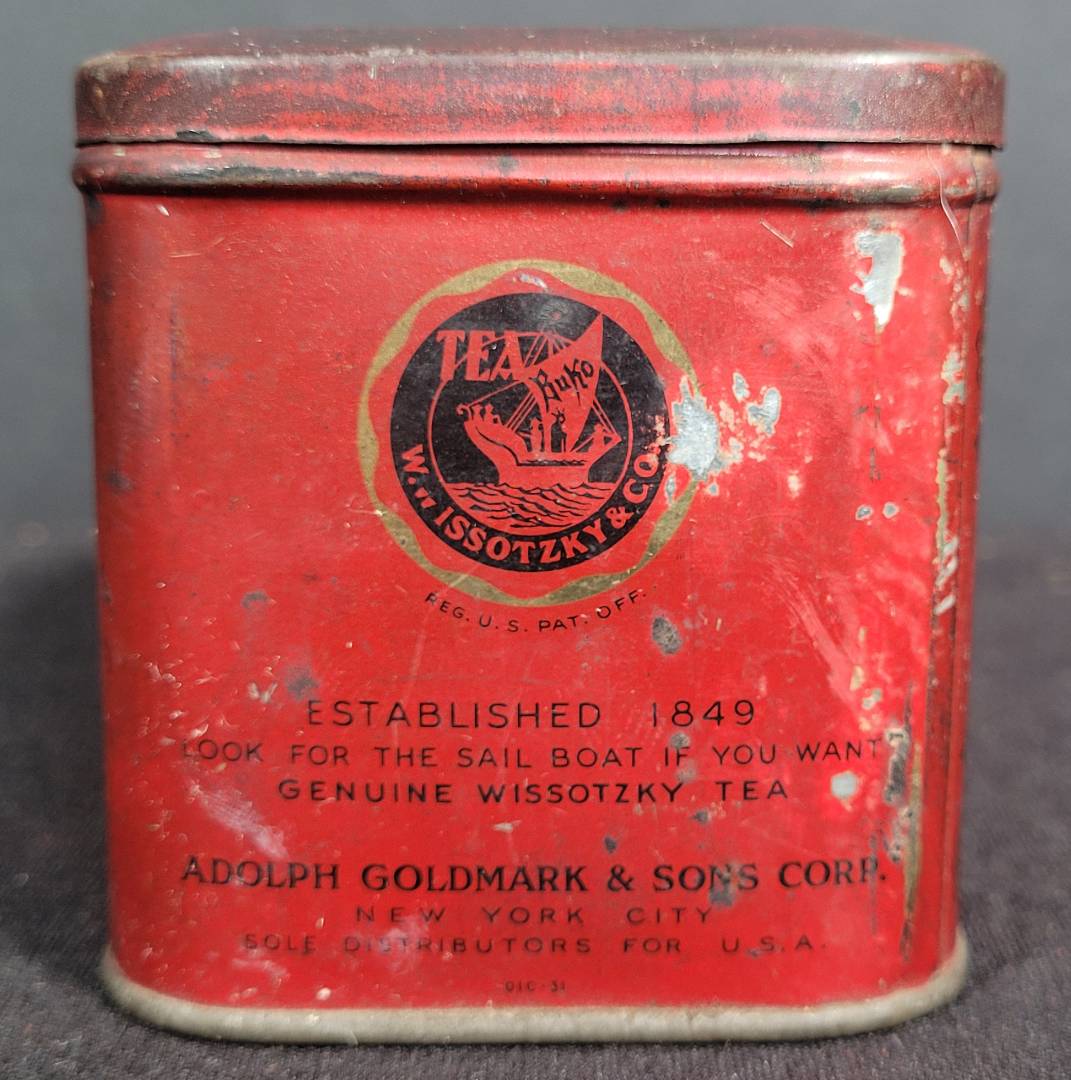 TEA
Buko
W. WISSOTZKY & CO.
REG. U. S. PAT. OFF.
ESTABLISHED 1849
LOOK FOR THE SAIL BOAT IF YOU WANT
GENUINE WISSOTZKY TEA
ADOLPH GOLDMARK & SONS CORP.
NEW YORK CITY
SOLE DISTRIBUTORS FOR U.S.A.